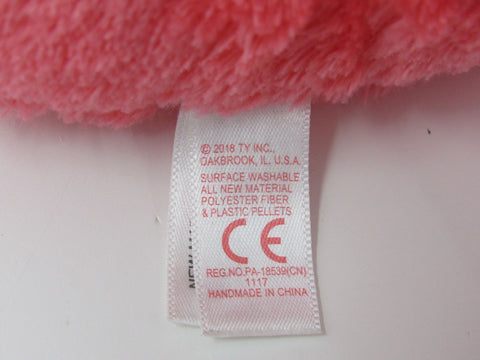 © 2018 TY INC.,
OAKBROOK, IL. U.S.A.
SURFACE WASHABLE
ALL NEW MATERIAL
POLYESTER FIBER
& PLASTIC PELLETS
CE
REG.NO.PA-18539(CN)
1117
HANDMADE IN CHINA